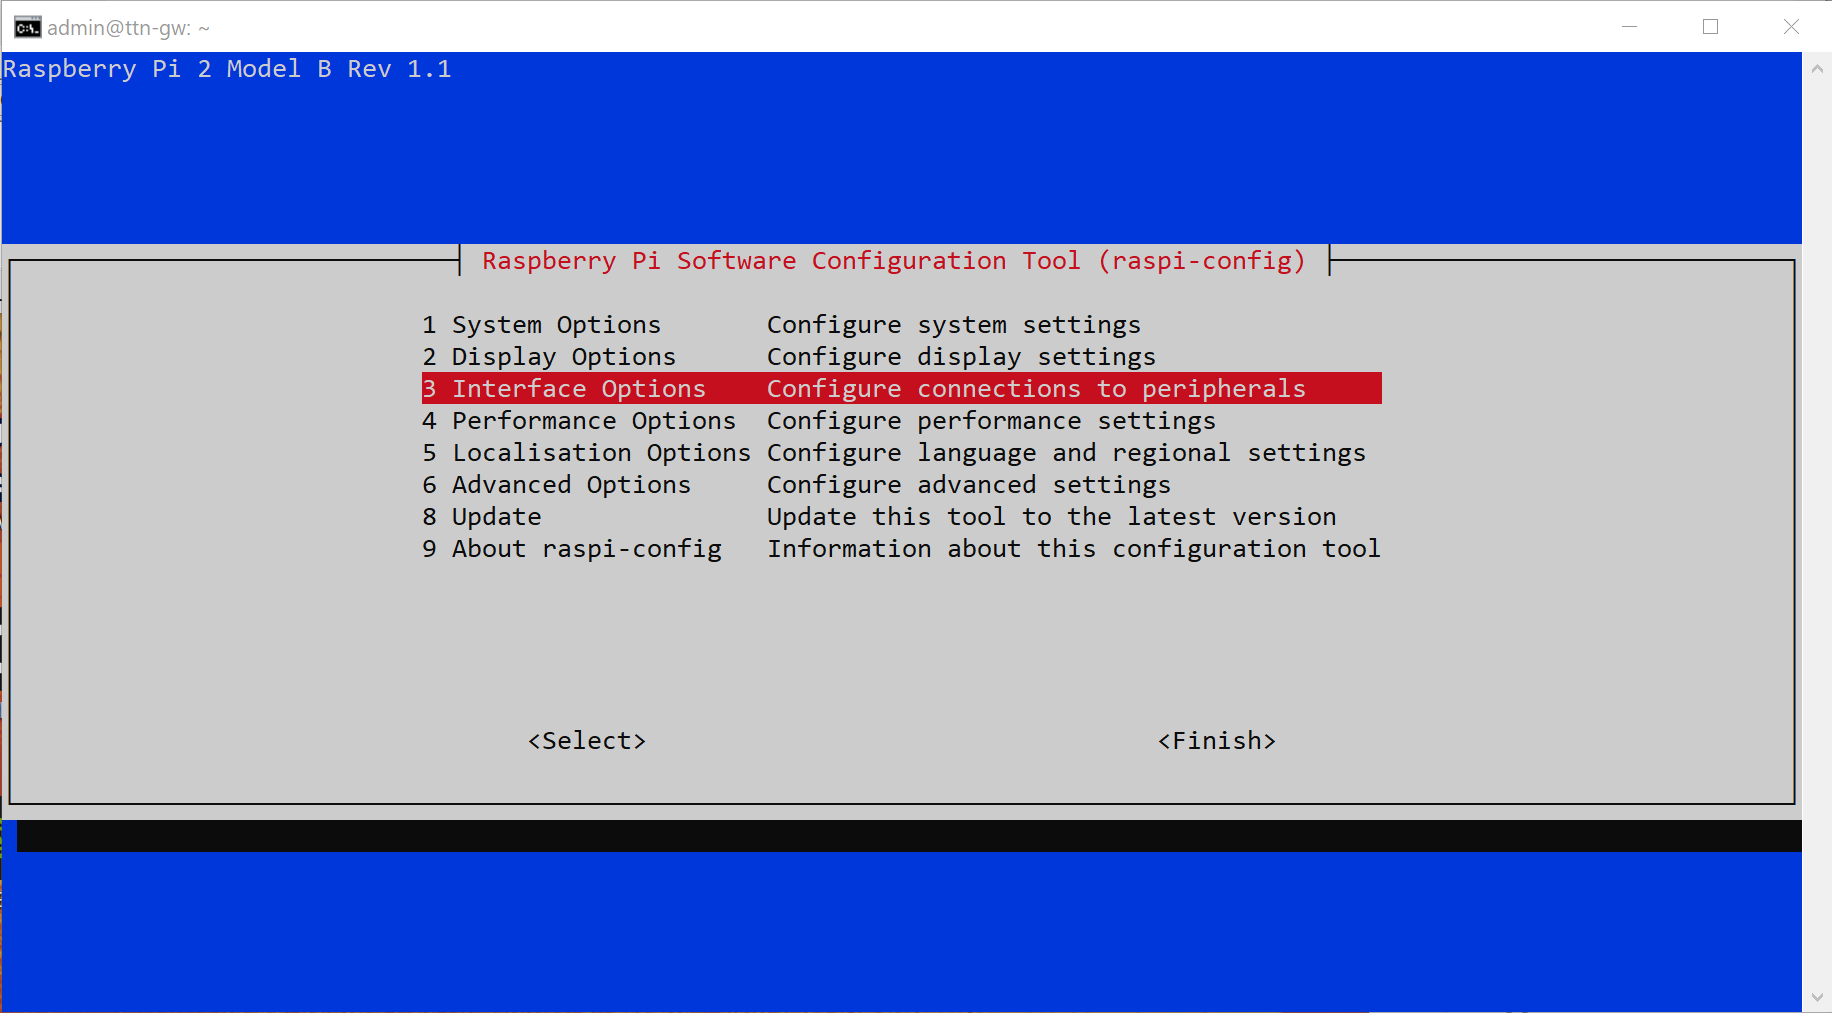 admin@ttn-gw: ~
Raspberry Pi 2 Model B Rev 1.1
Raspberry Pi Software Configuration Tool (raspi-config)
1 System Options Configure system settings
2 Display Options Configure display settings
3 Interface Options Configure connections to peripherals
4 Performance Options Configure performance settings
5 Localisation Options Configure language and regional settings
6 Advanced Options Configure advanced settings
8 Update Update this tool to the latest version
9 About raspi-config Information about this configuration tool
<Select> <Finish>